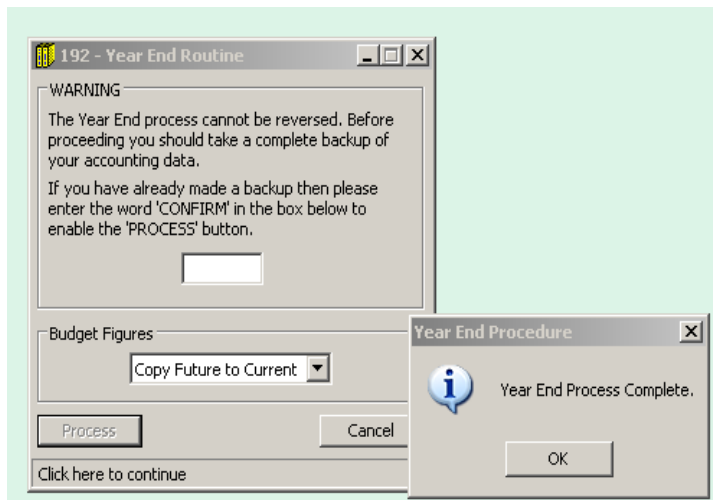 192 - Year End Routine
WARNING
The Year End process cannot be reversed. Before
proceeding you should take a complete backup of
your accounting data.
If you have already made a backup then please
enter the word 'CONFIRM' in the box below to
enable the 'PROCESS' button.
Budget Figures
Copy Future to Current
Process
Cancel
Click here to continue
Year End Procedure
Year End Process Complete.
OK